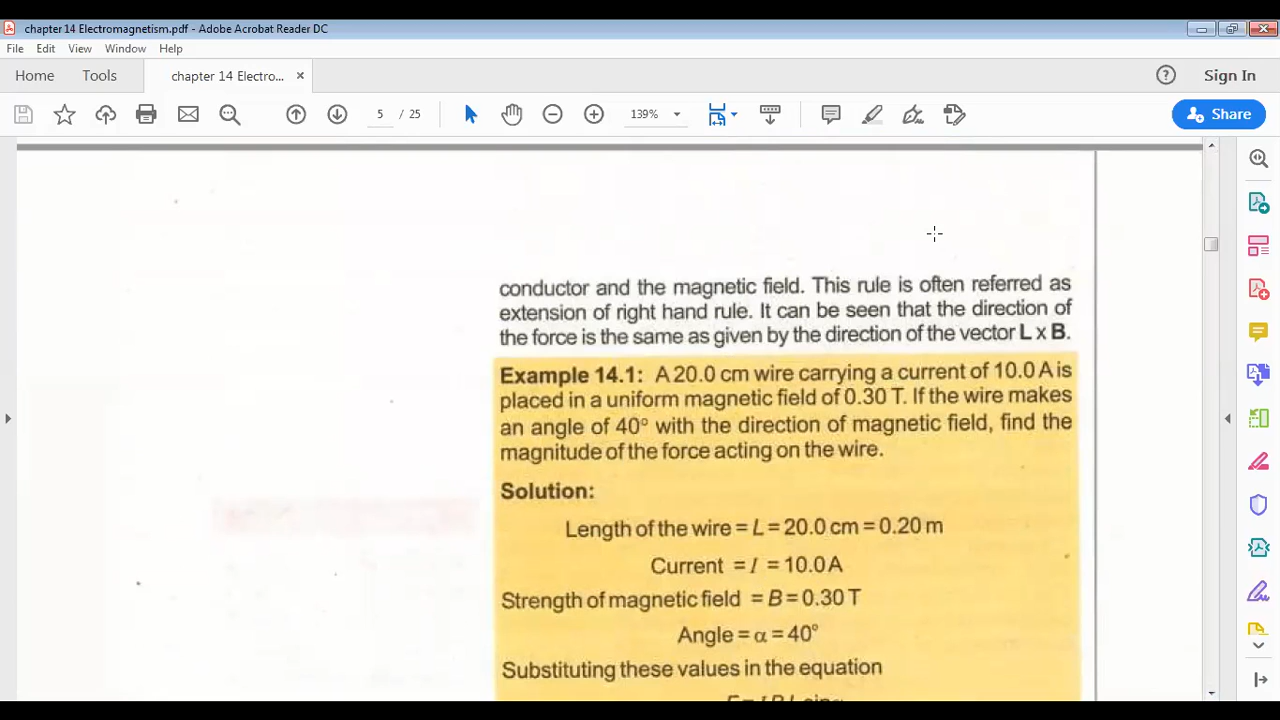 chapter 14 Electromagnetism.pdf - Adobe Acrobat Reader DC
File Edit View Window Help
Home Tools chapter 14 Electro... × Sign In
5 / 25 139% Share
conductor and the magnetic field. This rule is often referred as
extension of right hand rule. It can be seen that the direction of
the force is the same as given by the direction of the vector L x B.
Example 14.1: A 20.0 cm wire carrying a current of 10.0 A is
placed in a uniform magnetic field of 0.30 T. If the wire makes
an angle of 40° with the direction of magnetic field, find the
magnitude of the force acting on the wire.
Solution:
Length of the wire = L = 20.0 cm = 0.20 m
Current = I = 10.0 A
Strength of magnetic field = B = 0.30 T
Angle = α = 40°
Substituting these values in the equation